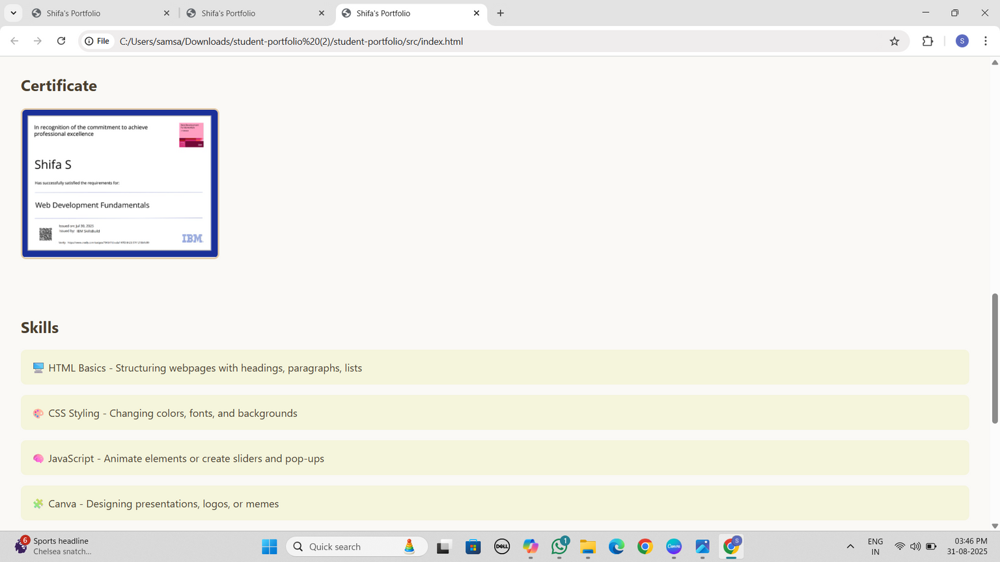 Shifa's Portfolio
Shifa's Portfolio
Shifa's Portfolio
File
C:/Users/samsa/Downloads/student-portfolio%20(2)/student-portfolio/src/index.html
S
Certificate
In recognition of the commitment to achieve
professional excellence
Shifa S
Has successfully satisfied the requirements for:
Web Development Fundamentals
Issued on: Jul 30, 2025
Issued by: IBM SkillsBuild
IBM
Skills
HTML Basics - Structuring webpages with headings, paragraphs, lists
CSS Styling - Changing colors, fonts, and backgrounds
JavaScript - Animate elements or create sliders and pop-ups
Canva - Designing presentations, logos, or memes
6
Sports headline
Chelsea snatch...
Quick search
DELL
1
Canva
S
ENG
IN
03:46 PM
31-08-2025